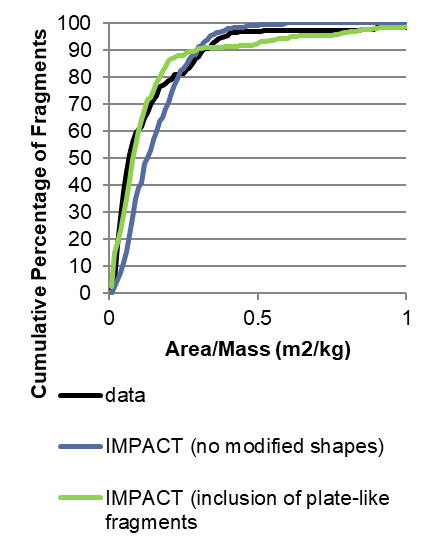 100
90
80
70
60
50
40
30
20
10
0
Cumulative Percentage of Fragments
0 0.5 1
Area/Mass (m2/kg)
data
IMPACT (no modified shapes)
IMPACT (inclusion of plate-like
fragments